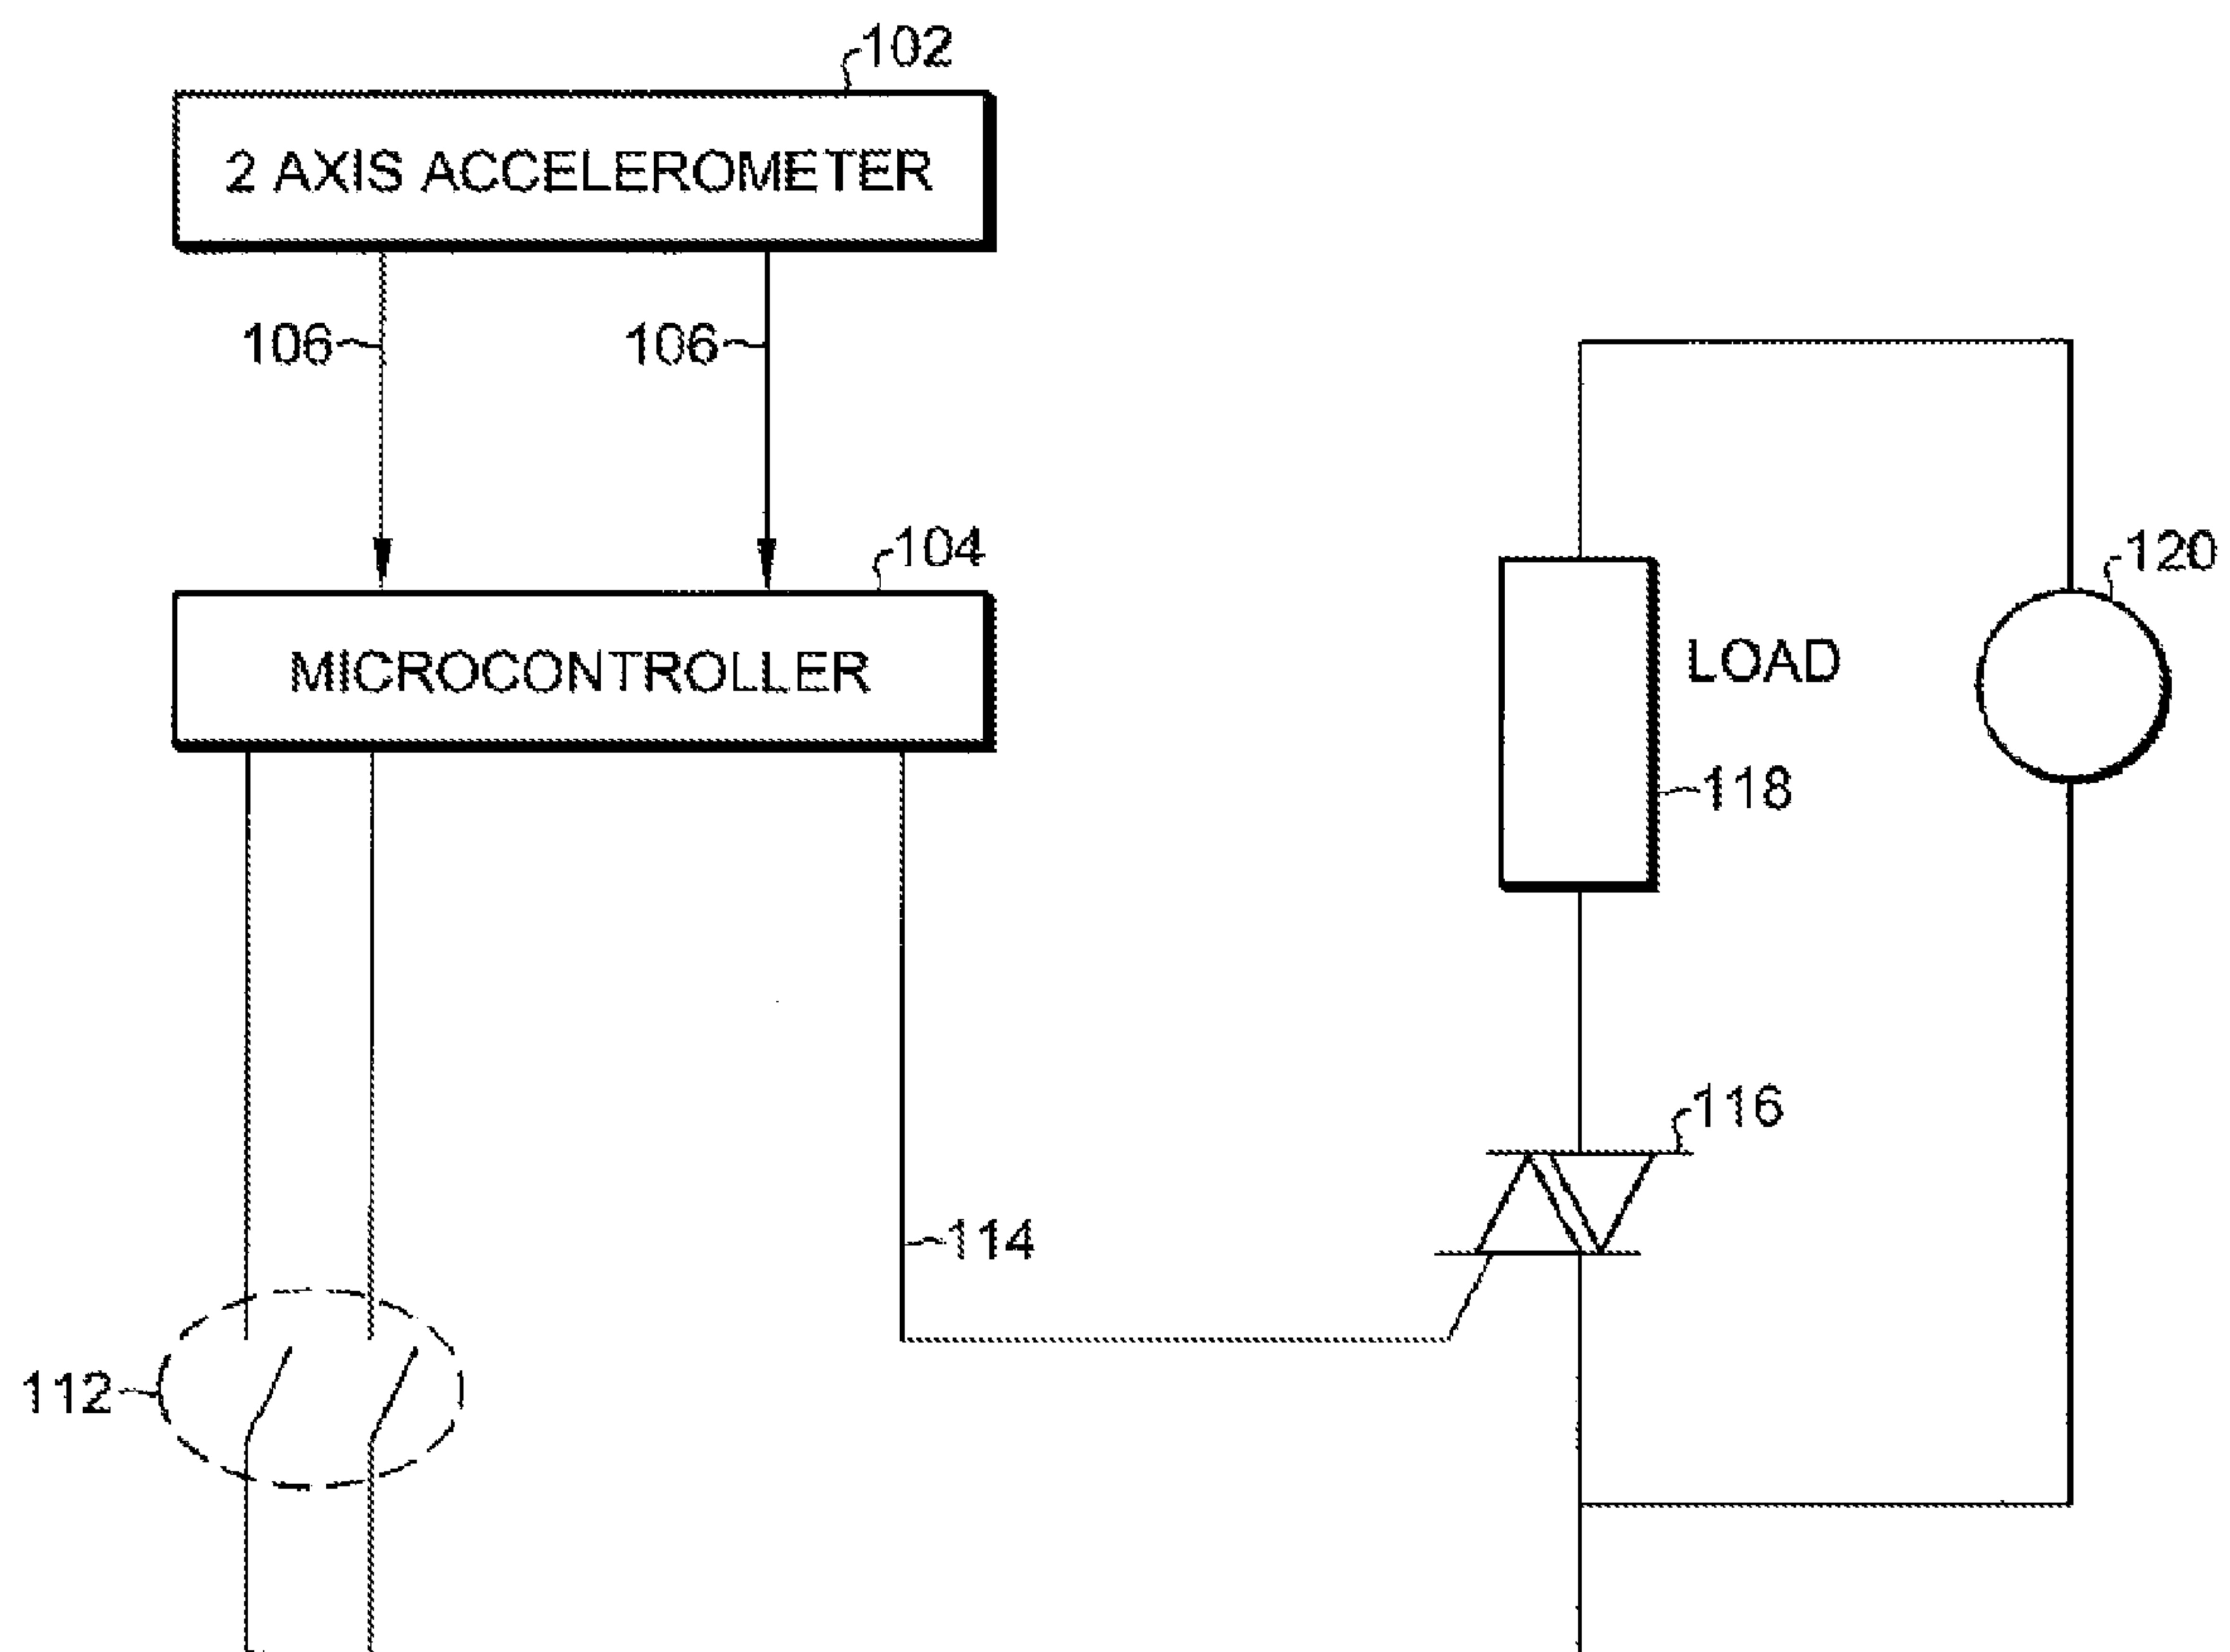 102
2 AXIS ACCELEROMETER
106 106
104
MICROCONTROLLER
120
LOAD
118
116
114
112